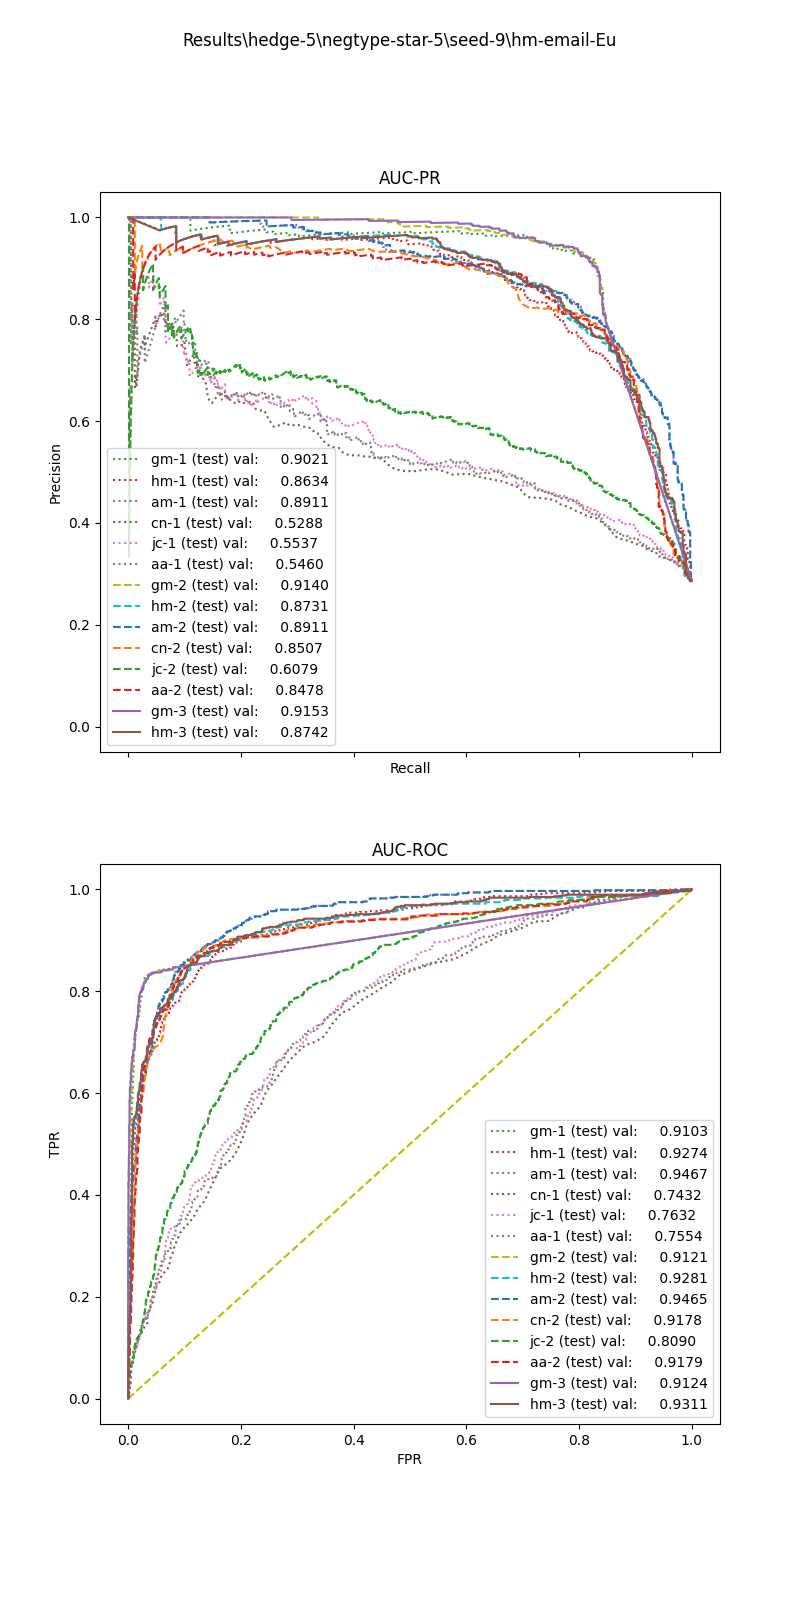 Results\hedge-5\negtype-star-5\seed-9\hm-email-Eu
AUC-PR
1.0
0.8
0.6
0.4
0.2
0.0
Precision
gm-1 (test) val: 0.9021
hm-1 (test) val: 0.8634
am-1 (test) val: 0.8911
cn-1 (test) val: 0.5288
jc-1 (test) val: 0.5537
aa-1 (test) val: 0.5460
gm-2 (test) val: 0.9140
hm-2 (test) val: 0.8731
am-2 (test) val: 0.8911
cn-2 (test) val: 0.8507
jc-2 (test) val: 0.6079
aa-2 (test) val: 0.8478
gm-3 (test) val: 0.9153
hm-3 (test) val: 0.8742
Recall
AUC-ROC
1.0
0.8
0.6
0.4
0.2
0.0
TPR
gm-1 (test) val: 0.9103
hm-1 (test) val: 0.9274
am-1 (test) val: 0.9467
cn-1 (test) val: 0.7432
jc-1 (test) val: 0.7632
aa-1 (test) val: 0.7554
gm-2 (test) val: 0.9121
hm-2 (test) val: 0.9281
am-2 (test) val: 0.9465
cn-2 (test) val: 0.9178
jc-2 (test) val: 0.8090
aa-2 (test) val: 0.9179
gm-3 (test) val: 0.9124
hm-3 (test) val: 0.9311
0.0 0.2 0.4 0.6 0.8 1.0
FPR